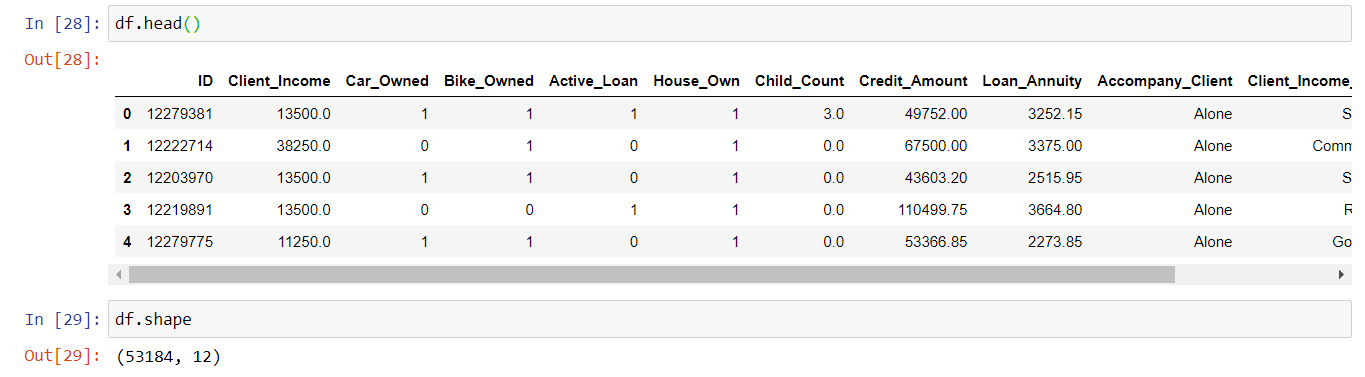 In [28]: df.head()
Out[28]:
ID Client_Income Car_Owned Bike_Owned Active_Loan House_Own Child_Count Credit_Amount Loan_Annuity Accompany_Client Client_Income_
0 12279381 13500.0 1 1 1 1 3.0 49752.00 3252.15 Alone S
1 12222714 38250.0 0 1 0 1 0.0 67500.00 3375.00 Alone Comm
2 12203970 13500.0 1 1 0 1 0.0 43603.20 2515.95 Alone S
3 12219891 13500.0 0 0 1 1 0.0 110499.75 3664.80 Alone R
4 12279775 11250.0 1 1 0 1 0.0 53366.85 2273.85 Alone Go
In [29]: df.shape
Out[29]: (53184, 12)